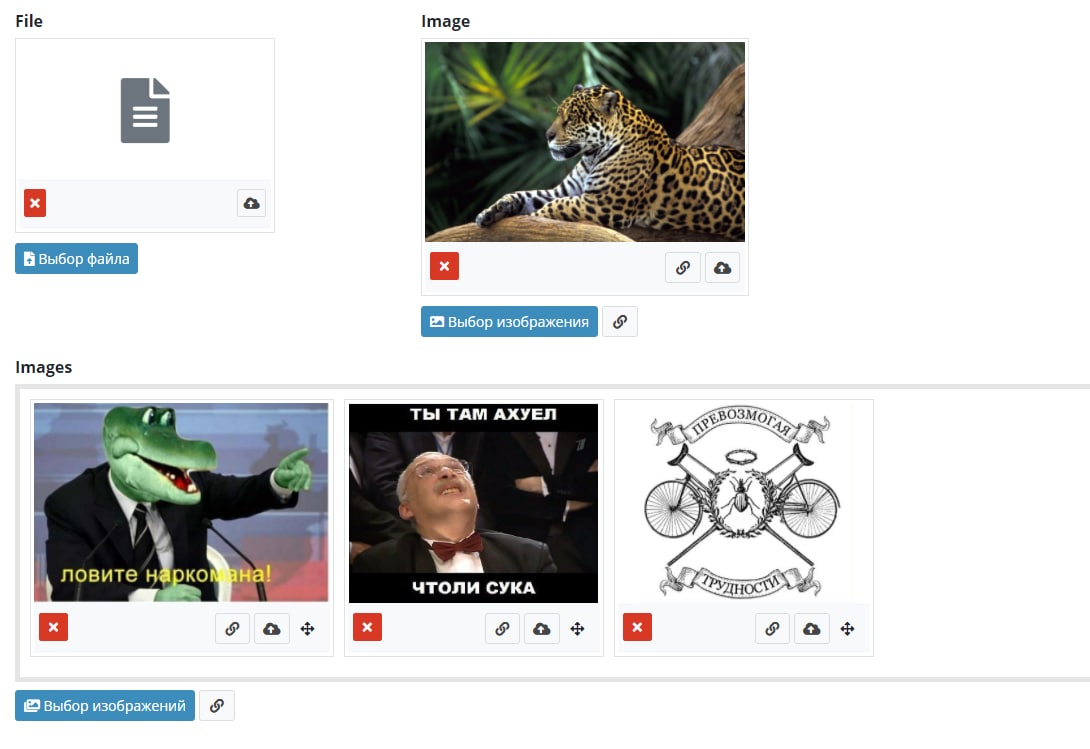 File
Image
Выбор файла
Выбор изображения
Images
ловите наркомана!
ТЫ ТАМ АХУЕЛ
ЧТОЛИ СУКА
ПРЕВОЗМОГАЯ
ТРУДНОСТИ
Выбор изображений